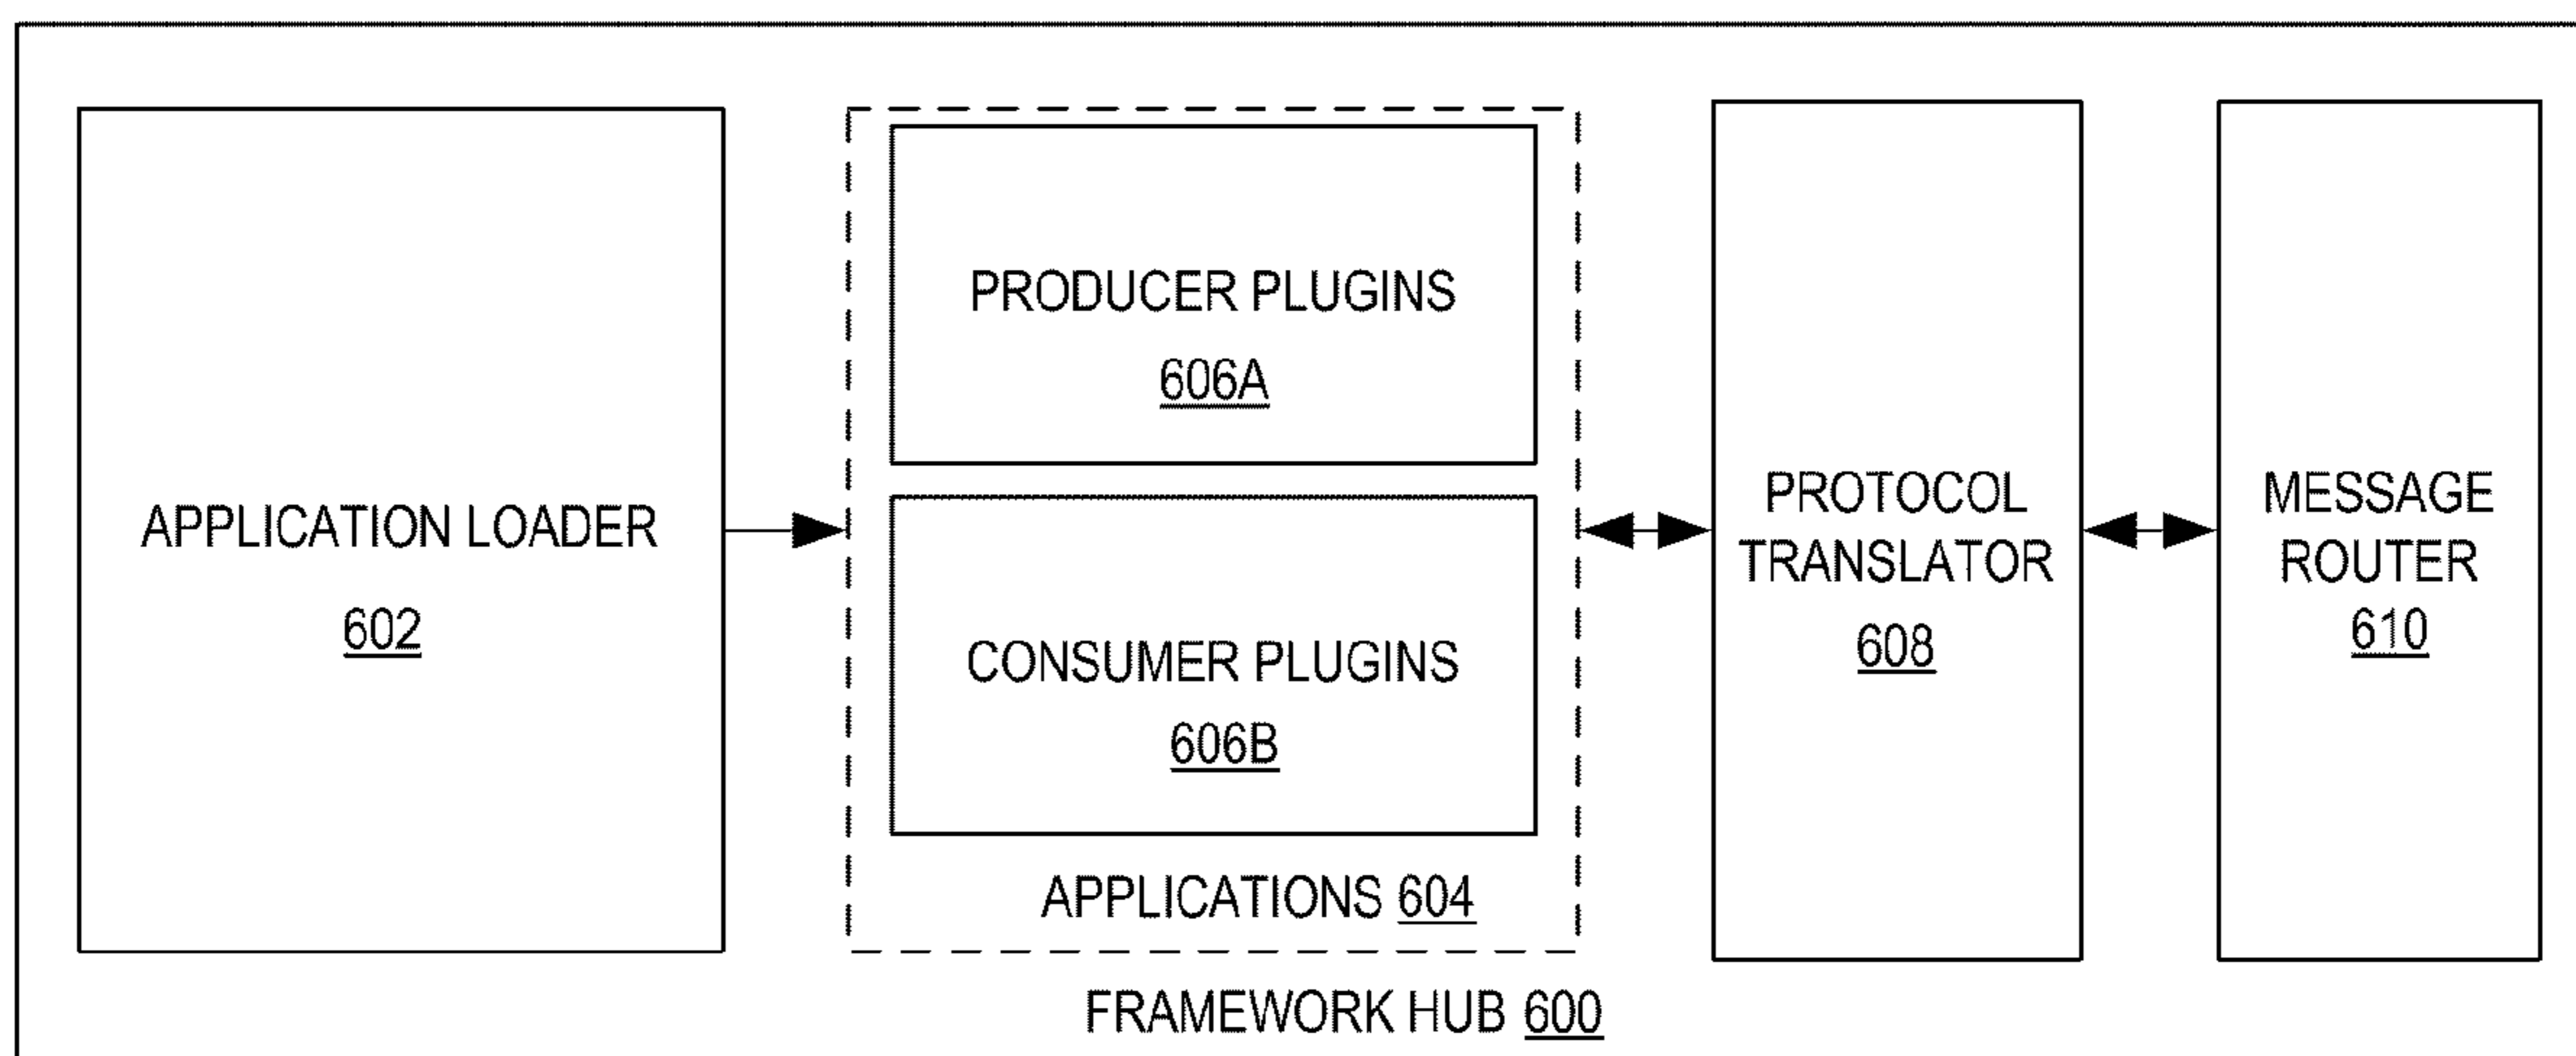 APPLICATION LOADER
602
PRODUCER PLUGINS
606A
CONSUMER PLUGINS
606B
APPLICATIONS 604
PROTOCOL
TRANSLATOR
608
MESSAGE
ROUTER
610
FRAMEWORK HUB 600